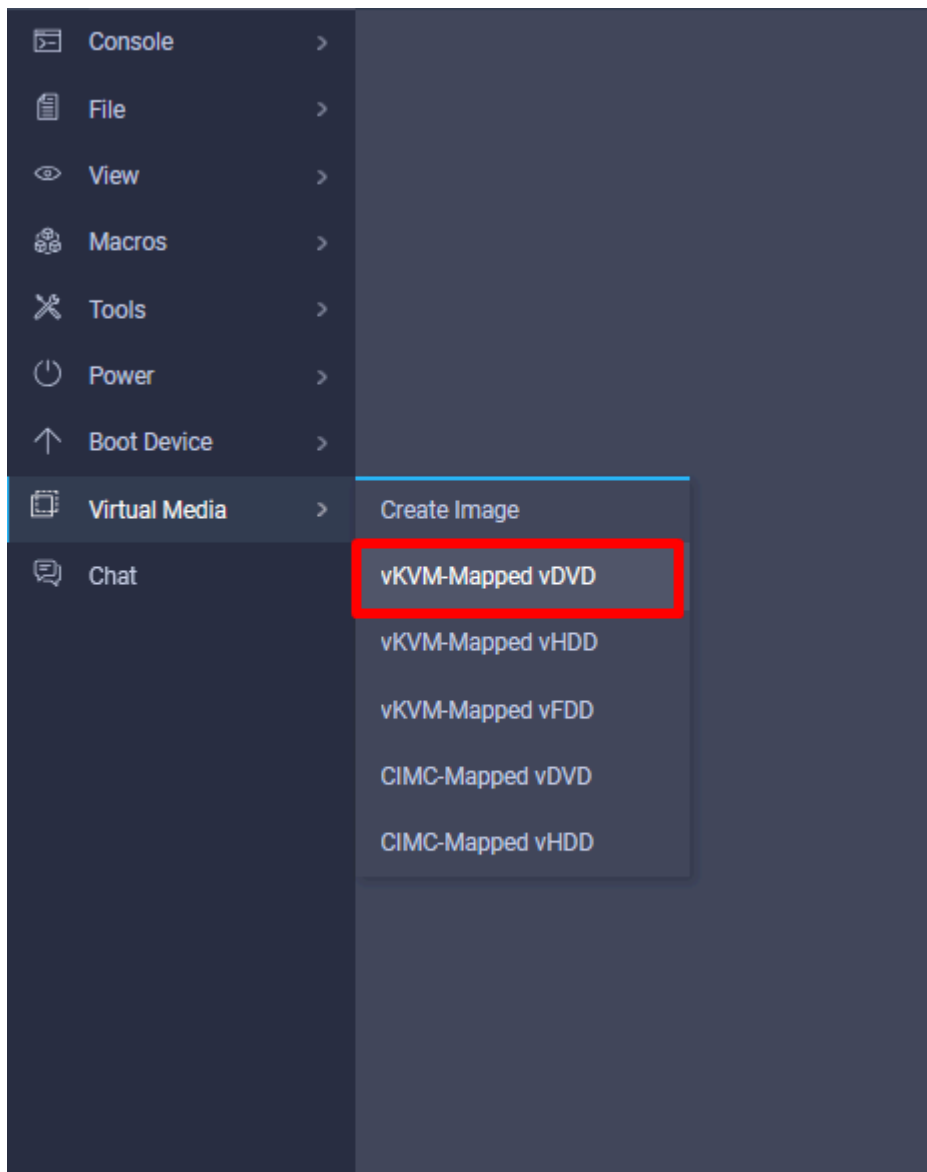 Console
File
View
Macros
Tools
Power
Boot Device
Virtual Media
Chat
Create Image
vKVM-Mapped vDVD
vKVM-Mapped vHDD
vKVM-Mapped vFDD
CIMC-Mapped vDVD
CIMC-Mapped vHDD